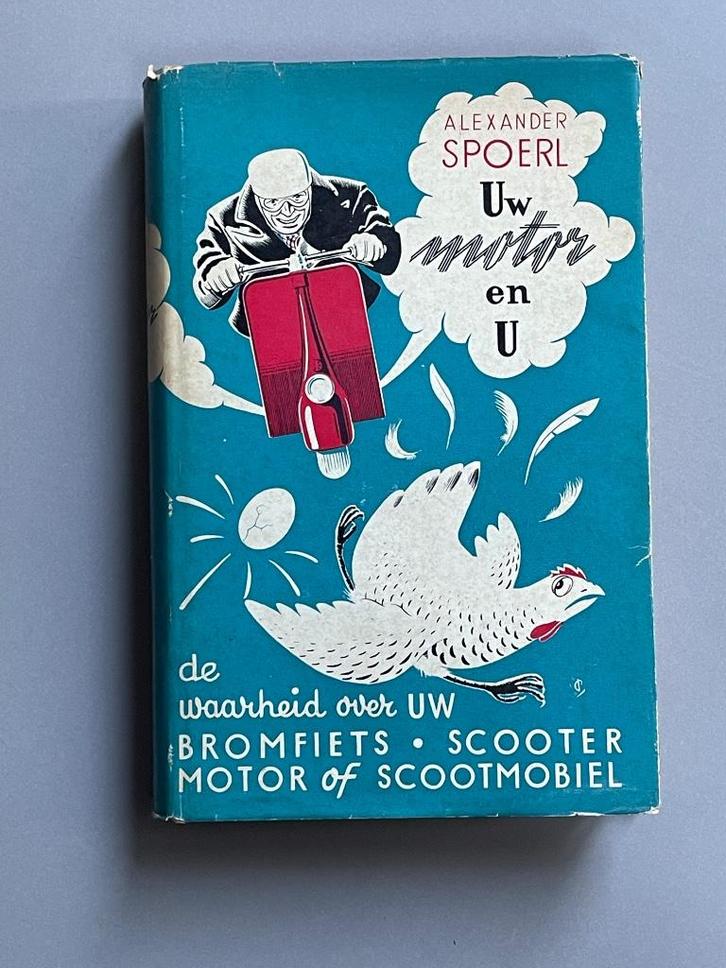 ALEXANDER
SPOERL
Uw
motor
en
U
de
waarheid over UW
BROMFIETS • SCOOTER
MOTOR of SCOOTMOBIEL